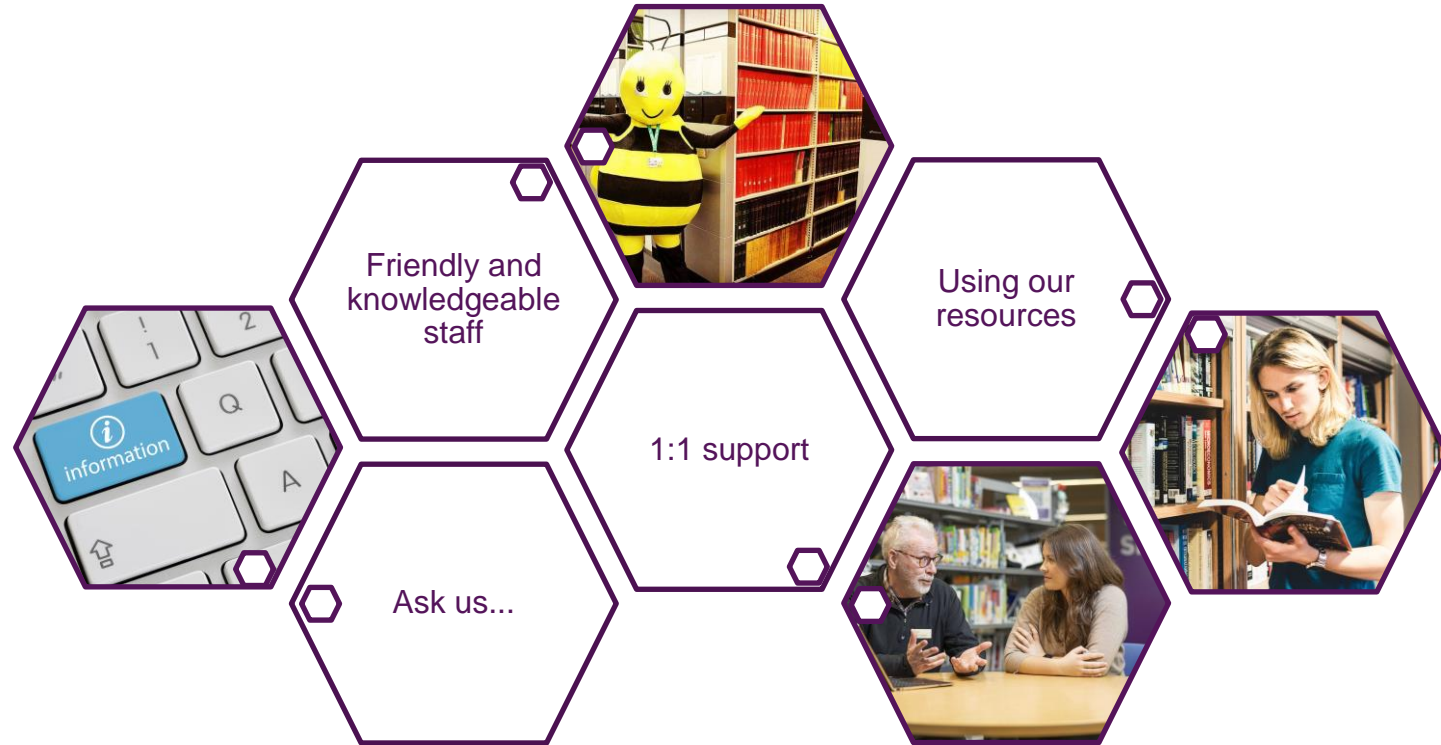 Friendly and
knowledgeable
staff
Using our
resources
!
1
2
"
Q
i
information
A
1:1 support
Ask us...